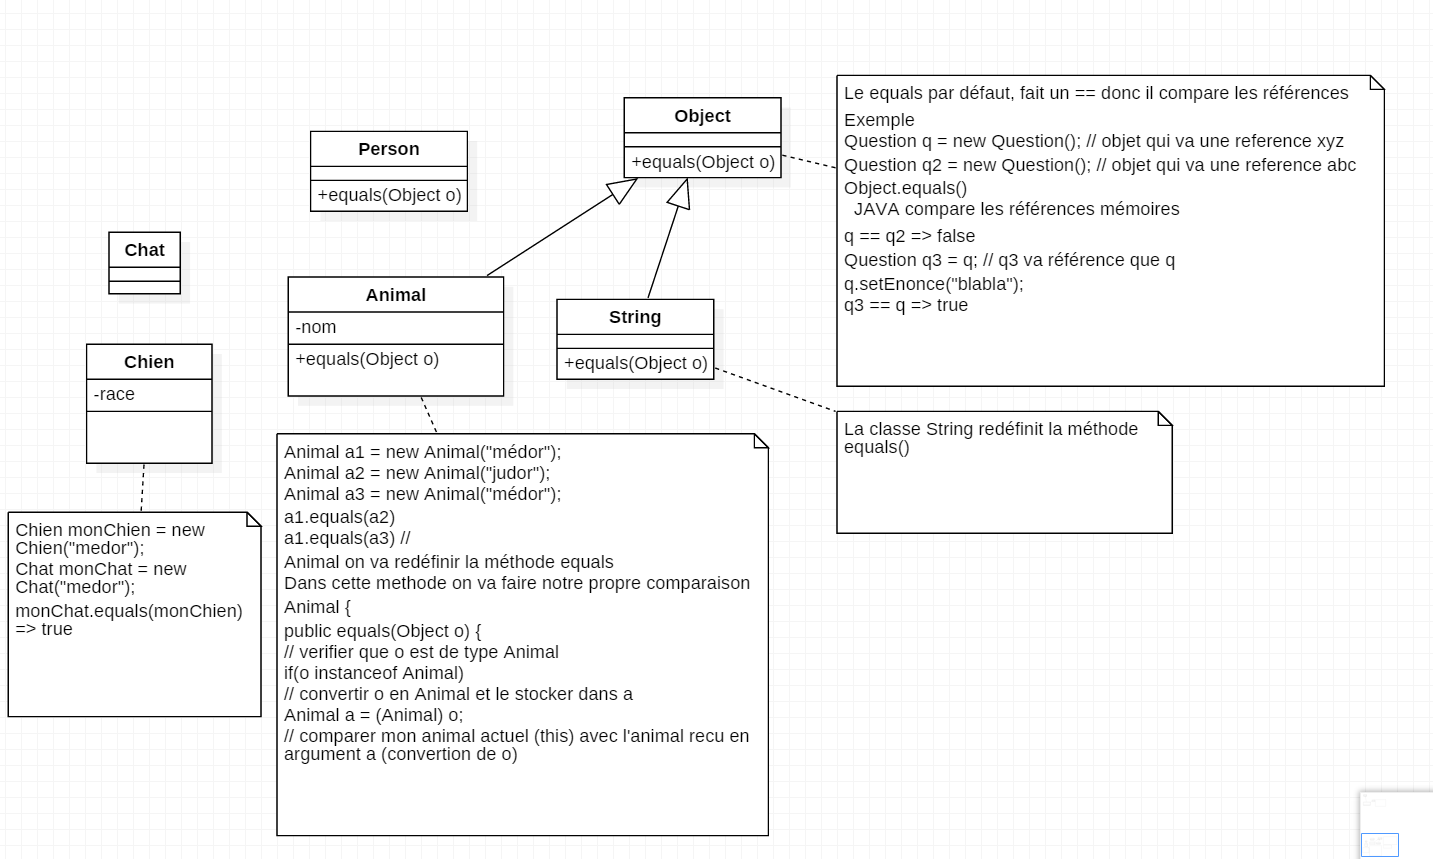 Object
+equals(Object o)
Person
+equals(Object o)
Chat
Animal
-nom
+equals(Object o)
String
+equals(Object o)
Chien
-race
Le equals par défaut, fait un == donc il compare les références
Exemple
Question q = new Question(); // objet qui va une reference xyz
Question q2 = new Question(); // objet qui va une reference abc
Object.equals()
JAVA compare les références mémoires
q == q2 => false
Question q3 = q; // q3 va référence que q
q.setEnonce("blabla");
q3 == q => true
La classe String redéfinit la méthode
equals()
Animal a1 = new Animal("médor");
Animal a2 = new Animal("judor");
Animal a3 = new Animal("médor");
a1.equals(a2)
a1.equals(a3) //
Animal on va redéfinir la méthode equals
Dans cette methode on va faire notre propre comparaison
Animal {
public equals(Object o) {
// verifier que o est de type Animal
if(o instanceof Animal)
// convertir o en Animal et le stocker dans a
Animal a = (Animal) o;
// comparer mon animal actuel (this) avec l'animal recu en
argument a (convertion de o)
Chien monChien = new
Chien("medor");
Chat monChat = new
Chat("medor");
monChat.equals(monChien)
=> true